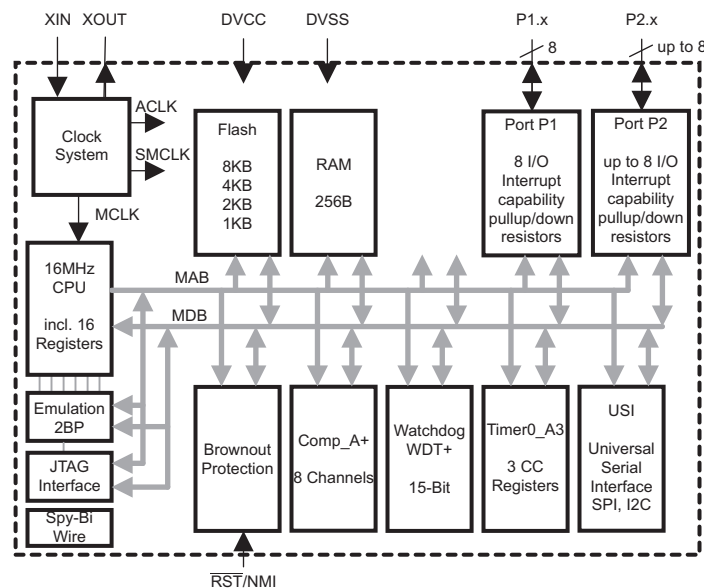 XIN XOUT DVCC DVSS P1.x P2.x
8 up to 8
ACLK
Clock
System
SMCLK
MCLK
Flash
8KB
4KB
2KB
1KB
RAM
256B
Port P1
8 I/O
Interrupt
capability
pullup/down
resistors
Port P2
up to 8 I/O
Interrupt
capability
pullup/down
resistors
16MHz
CPU
incl. 16
Registers
MAB
MDB
Emulation
2BP
JTAG
Interface
Spy-Bi
Wire
Brownout
Protection
Comp_A+
8 Channels
Watchdog
WDT+
15-Bit
Timer0_A3
3 CC
Registers
USI
Universal
Serial
Interface
SPI, I2C
RST/NMI